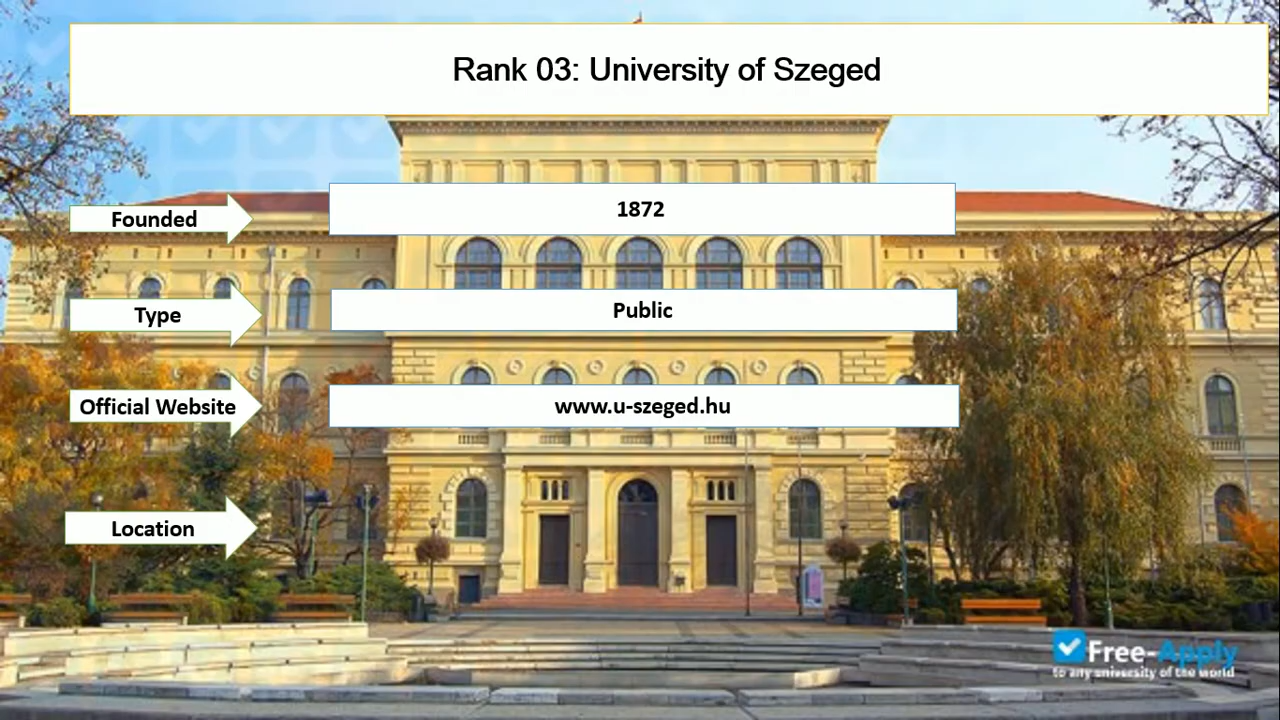 Rank 03: University of Szeged
Founded
1872
Type
Public
Official Website
www.u-szeged.hu
Location
Free-Apply
to any university of the world